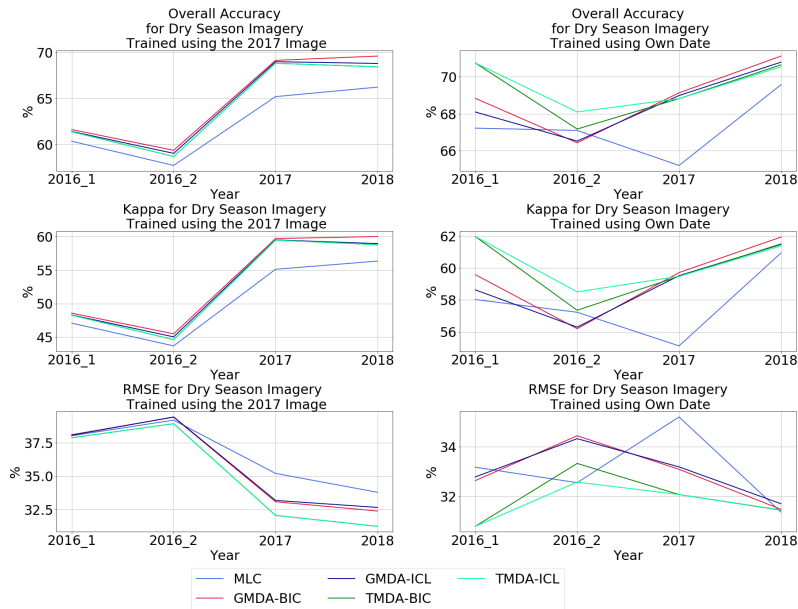 Overall Accuracy
for Dry Season Imagery
Trained using the 2017 Image
70
65
60
%
2016_1
2016_2
2017
2018
Year
Overall Accuracy
for Dry Season Imagery
Trained using Own Date
70
68
66
%
2016_1
2016_2
2017
2018
Year
Kappa for Dry Season Imagery
Trained using the 2017 Image
60
55
50
45
%
2016_1
2016_2
2017
2018
Year
Kappa for Dry Season Imagery
Trained using Own Date
62
60
58
56
%
2016_1
2016_2
2017
2018
Year
RMSE for Dry Season Imagery
Trained using the 2017 Image
37.5
35.0
32.5
%
2016_1
2016_2
2017
2018
Year
RMSE for Dry Season Imagery
Trained using Own Date
34
32
%
2016_1
2016_2
2017
2018
Year
MLC
GMDA-BIC
GMDA-ICL
TMDA-BIC
TMDA-ICL